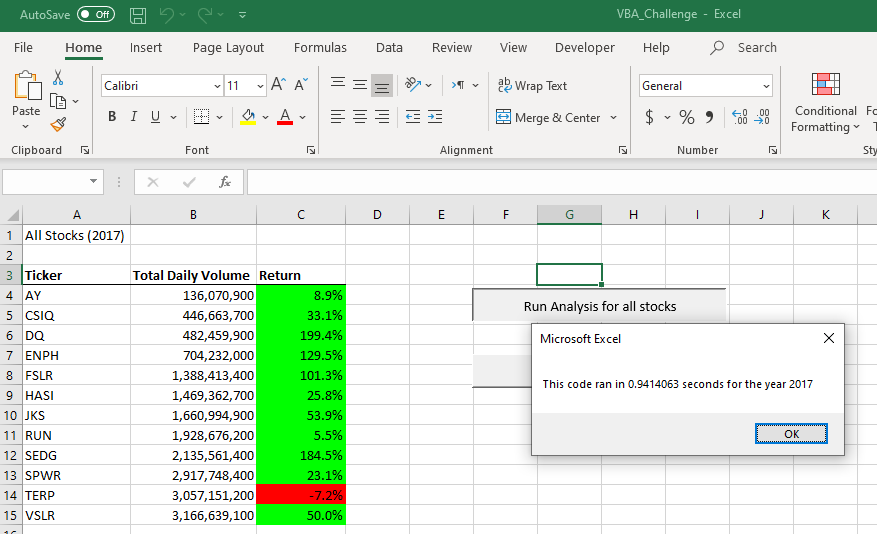 AutoSave Off VBA_Challenge - Excel
File Home Insert Page Layout Formulas Data Review View Developer Help Search
Paste Calibri 11 A^ A˅ ab Wrap Text General Conditional
B I U A Merge & Center $ % 9 .00 .00 Formatting
Clipboard Font Alignment Number Sty
fx
A B C D E F G H I J K
1 All Stocks (2017)
2
3 Ticker Total Daily Volume Return
4 AY 136,070,900 8.9%
5 CSIQ 446,663,700 33.1% Run Analysis for all stocks
6 DQ 482,459,900 199.4%
7 ENPH 704,232,000 129.5% Microsoft Excel
8 FSLR 1,388,413,400 101.3%
9 HASI 1,469,362,700 25.8% This code ran in 0.9414063 seconds for the year 2017
10 JKS 1,660,994,900 53.9%
11 RUN 1,928,676,200 5.5% OK
12 SEDG 2,135,561,400 184.5%
13 SPWR 2,917,748,400 23.1%
14 TERP 3,057,151,200 -7.2%
15 VSLR 3,166,639,100 50.0%